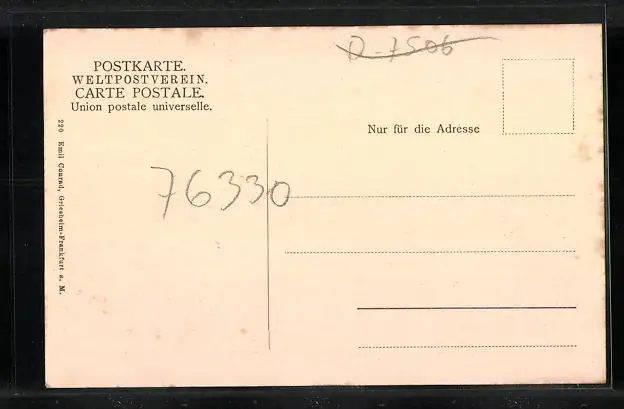 D-7506
POSTKARTE.
WELTPOSTVEREIN.
CARTE POSTALE.
Union postale universelle.
Nur für die Adresse
76330
220 Emil Conrad, Griesheim-Frankfurt a. M.